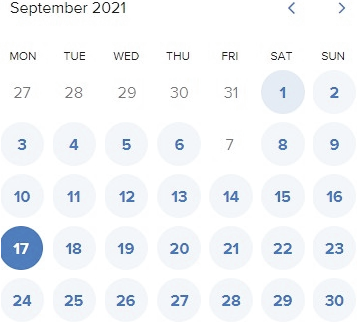 September 2021
MON TUE WED THU FRI SAT SUN
27 28 29 30 31 1 2
3 4 5 6 7 8 9
10 11 12 13 14 15 16
17 18 19 20 21 22 23
24 25 26 27 28 29 30